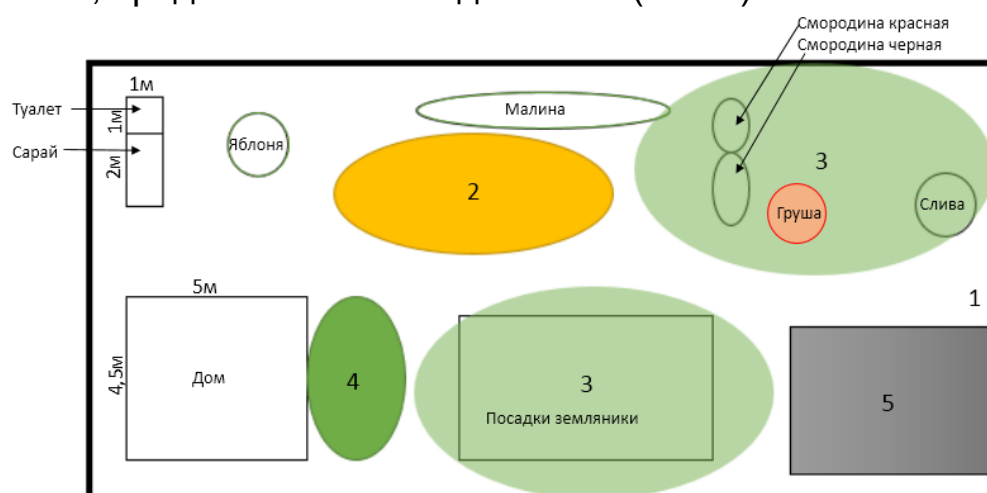 Смородина красная
Смородина черная
1м
Туалет
1м
Малина
Яблоня
Сарай
2м
3
2
Груша
Слива
5м
1
4,5м
Дом
4
3
5
Посадки земляники